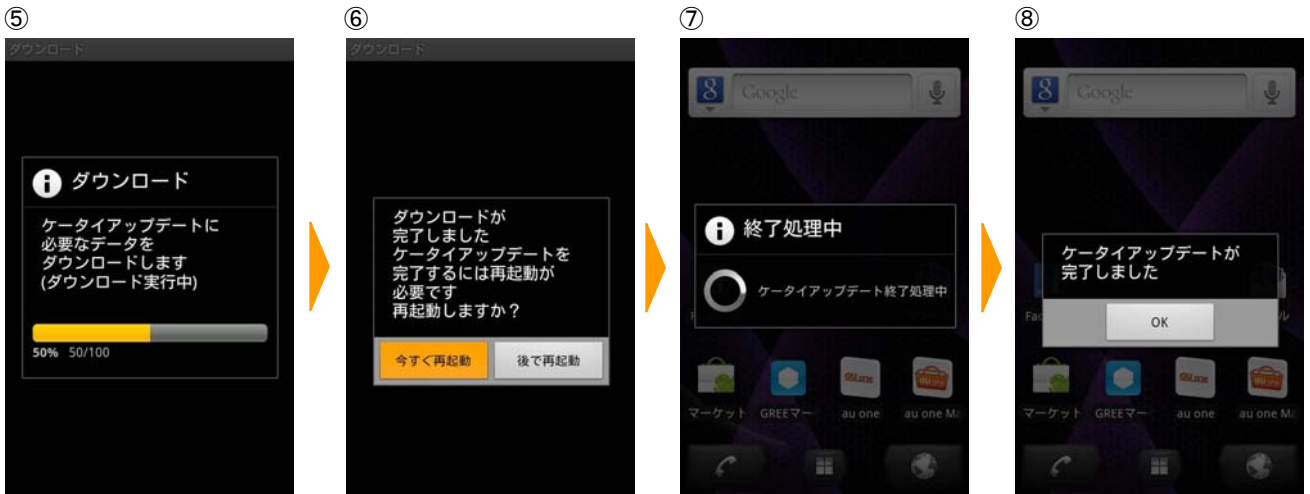 ⑤
ダウンロード
ダウンロード
ケータイアップデートに
必要なデータを
ダウンロードします
(ダウンロード実行中)
50% 50/100
⑥
ダウンロード
ダウンロードが
完了しました
ケータイアップデートを
完了するには再起動が
必要です
再起動しますか？
今すぐ再起動
後で再起動
⑦
Google
終了処理中
ケータイアップデート終了処理中
マーケット
GREEマー
au one
au one Ma
⑧
Google
ケータイアップデートが
完了しました
OK
マーケット
GREEマー
au one
au one Ma